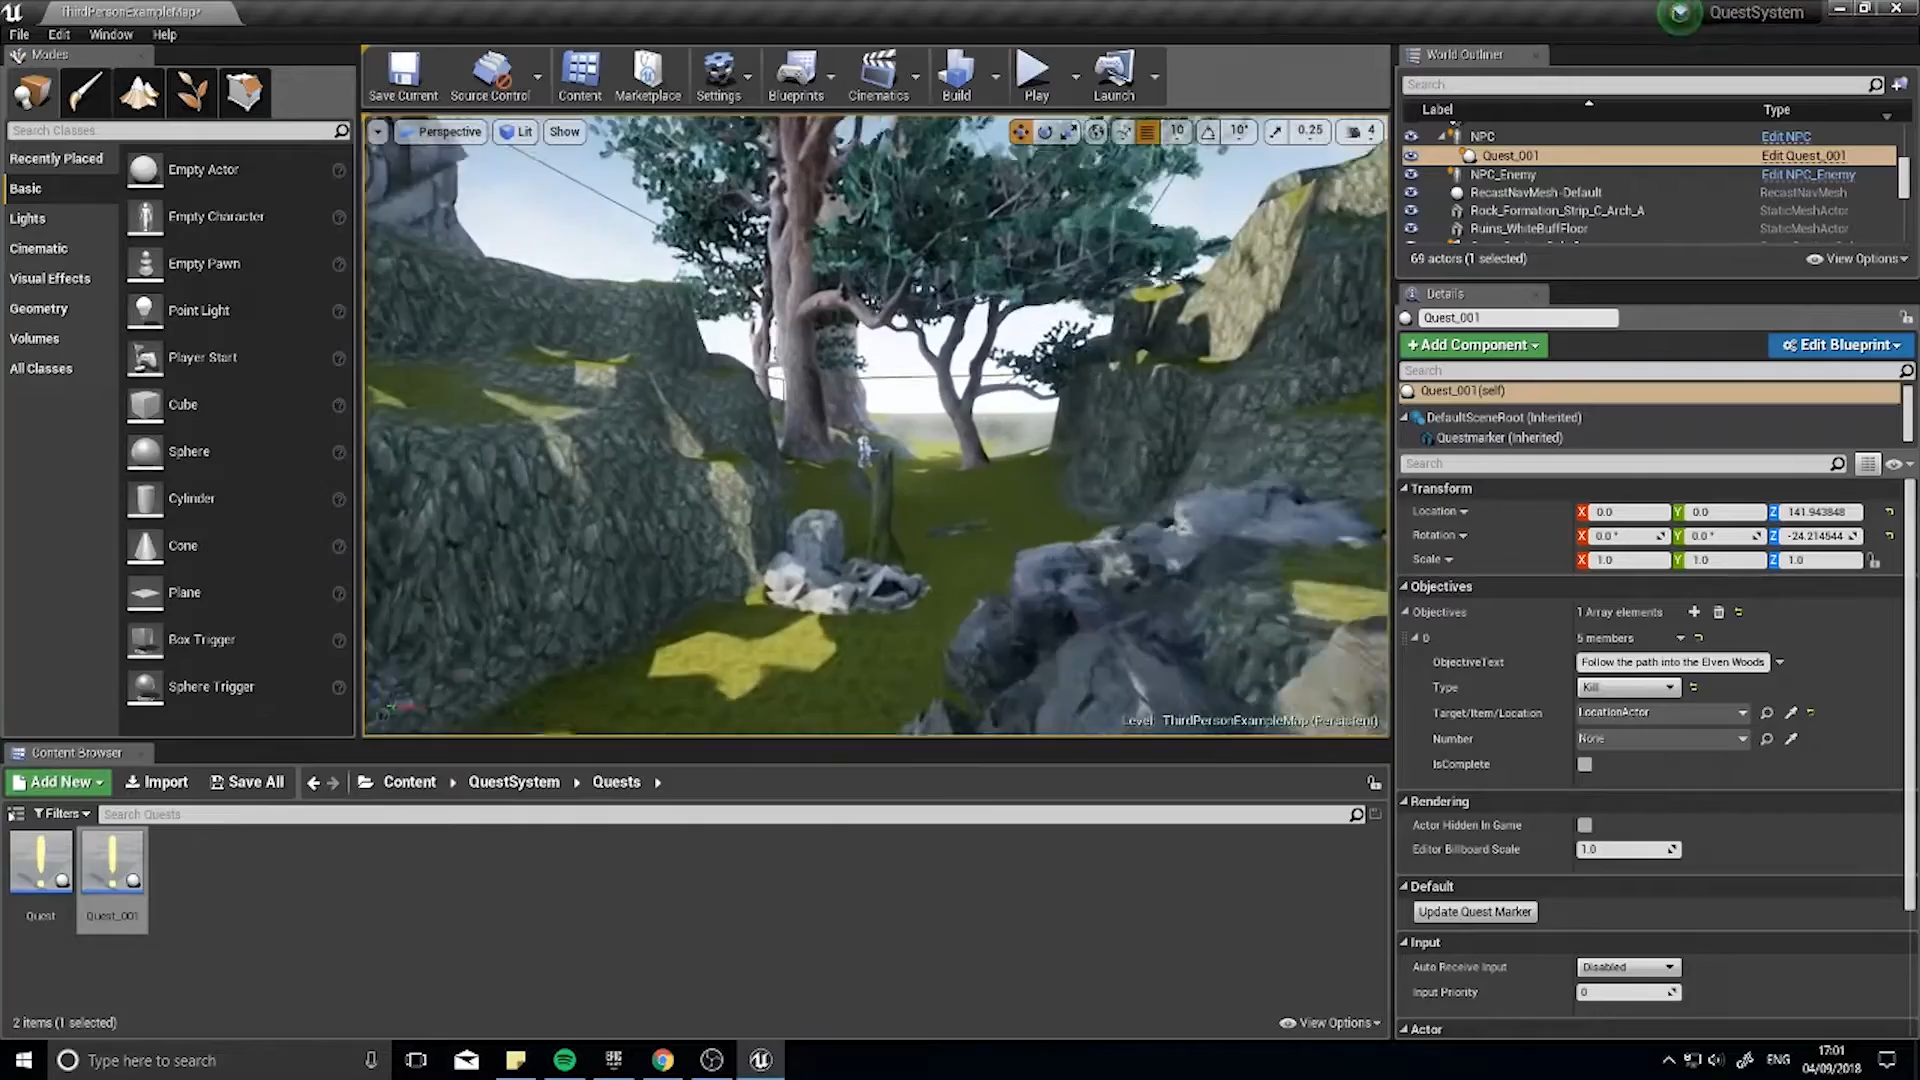 ThirdPersonExampleMap*
QuestSystem
File Edit Window Help
Modes
Search Classes
Recently Placed
Basic
Lights
Cinematic
Visual Effects
Geometry
Volumes
All Classes
Empty Actor
Empty Character
Empty Pawn
Point Light
Player Start
Cube
Sphere
Cylinder
Cone
Plane
Box Trigger
Sphere Trigger
Save Current Source Control Content Marketplace Settings Blueprints Cinematics Build Play Launch
Perspective Lit Show 10 10° 0.25 4
Level: ThirdPersonExampleMap (Persistent)
World Outliner
Search
Label Type
NPC Edit NPC
Quest_001 Edit Quest_001
NPC_Enemy Edit NPC_Enemy
RecastNavMesh-Default RecastNavMesh
Rock_Formation_Strip_C_Arch_A StaticMeshActor
Ruins_WhiteBuffFloor StaticMeshActor
69 actors (1 selected) View Options
Details
Quest_001
+ Add Component Edit Blueprint
Search
Quest_001(self)
DefaultSceneRoot (Inherited)
Questmarker (Inherited)
Search
Transform
Location X 0.0 Y 0.0 Z 141.943848
Rotation X 0.0 ° Y 0.0 ° Z -24.214544
Scale X 1.0 Y 1.0 Z 1.0
Objectives
Objectives 1 Array elements
0 5 members
ObjectiveText Follow the path into the Elven Woods
Type Kill
Target/Item/Location LocationActor
Number None
IsComplete
Rendering
Actor Hidden In Game
Editor Billboard Scale 1.0
Default
Update Quest Marker
Input
Auto Receive Input Disabled
Input Priority 0
Actor
Content Browser
Add New Import Save All Content QuestSystem Quests
Filters Search Quests
Quest Quest_001
2 items (1 selected) View Options
Type here to search
EPIC
ENG
17:01
04/09/2018